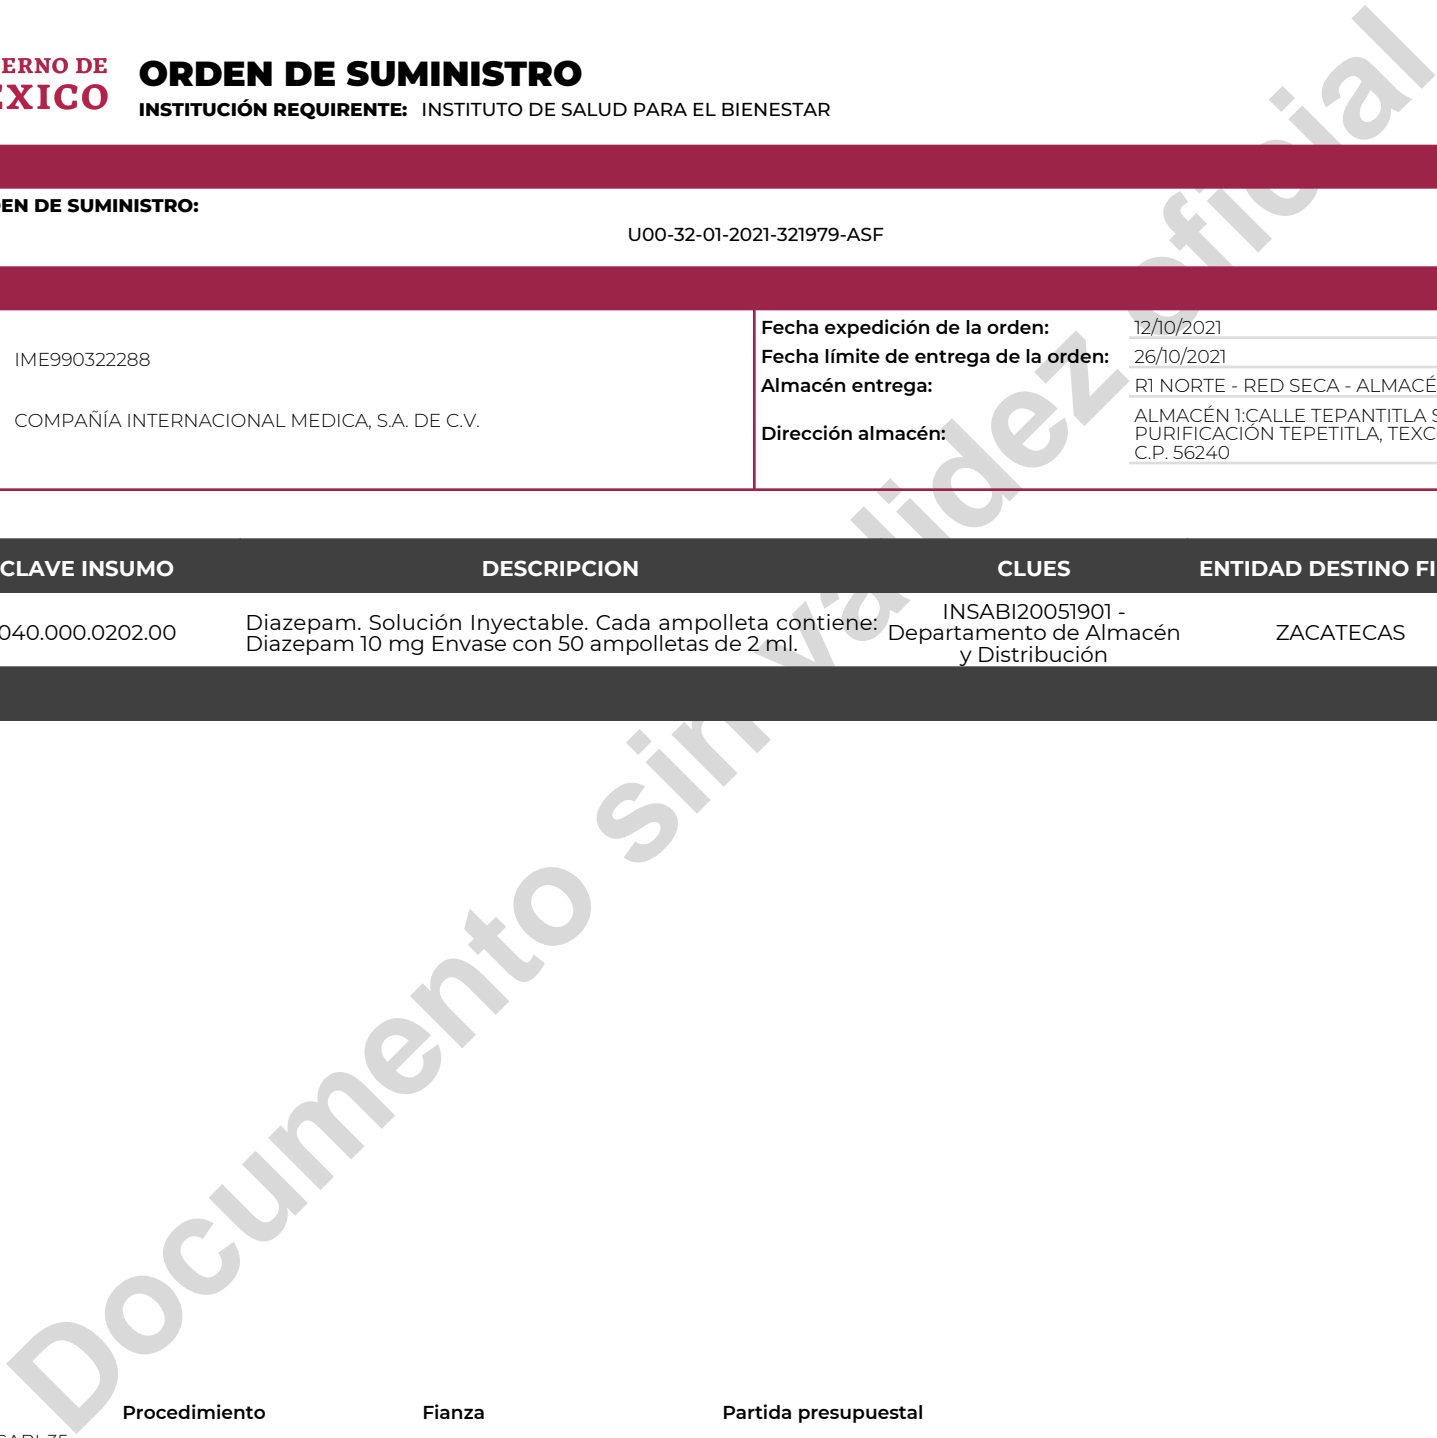 ERNO DE
EXICO
ORDEN DE SUMINISTRO
INSTITUCIÓN REQUIRENTE: INSTITUTO DE SALUD PARA EL BIENESTAR
EN DE SUMINISTRO:
U00-32-01-2021-321979-ASF
IME990322288
COMPAÑÍA INTERNACIONAL MEDICA, S.A. DE C.V.
Fecha expedición de la orden: 12/10/2021
Fecha límite de entrega de la orden: 26/10/2021
Almacén entrega: R1 NORTE - RED SECA - ALMACÉ
Dirección almacén: ALMACÉN 1:CALLE TEPANTITLA S
PURIFICACIÓN TEPETITLA, TEXC
C.P. 56240
CLAVE INSUMO DESCRIPCION CLUES ENTIDAD DESTINO FI
040.000.0202.00
Diazepam. Solución Inyectable. Cada ampolleta contiene:
Diazepam 10 mg Envase con 50 ampolletas de 2 ml.
INSABI20051901 -
Departamento de Almacén
y Distribución
ZACATECAS
Documento sin validez oficial
Procedimiento Fianza Partida presupuestal